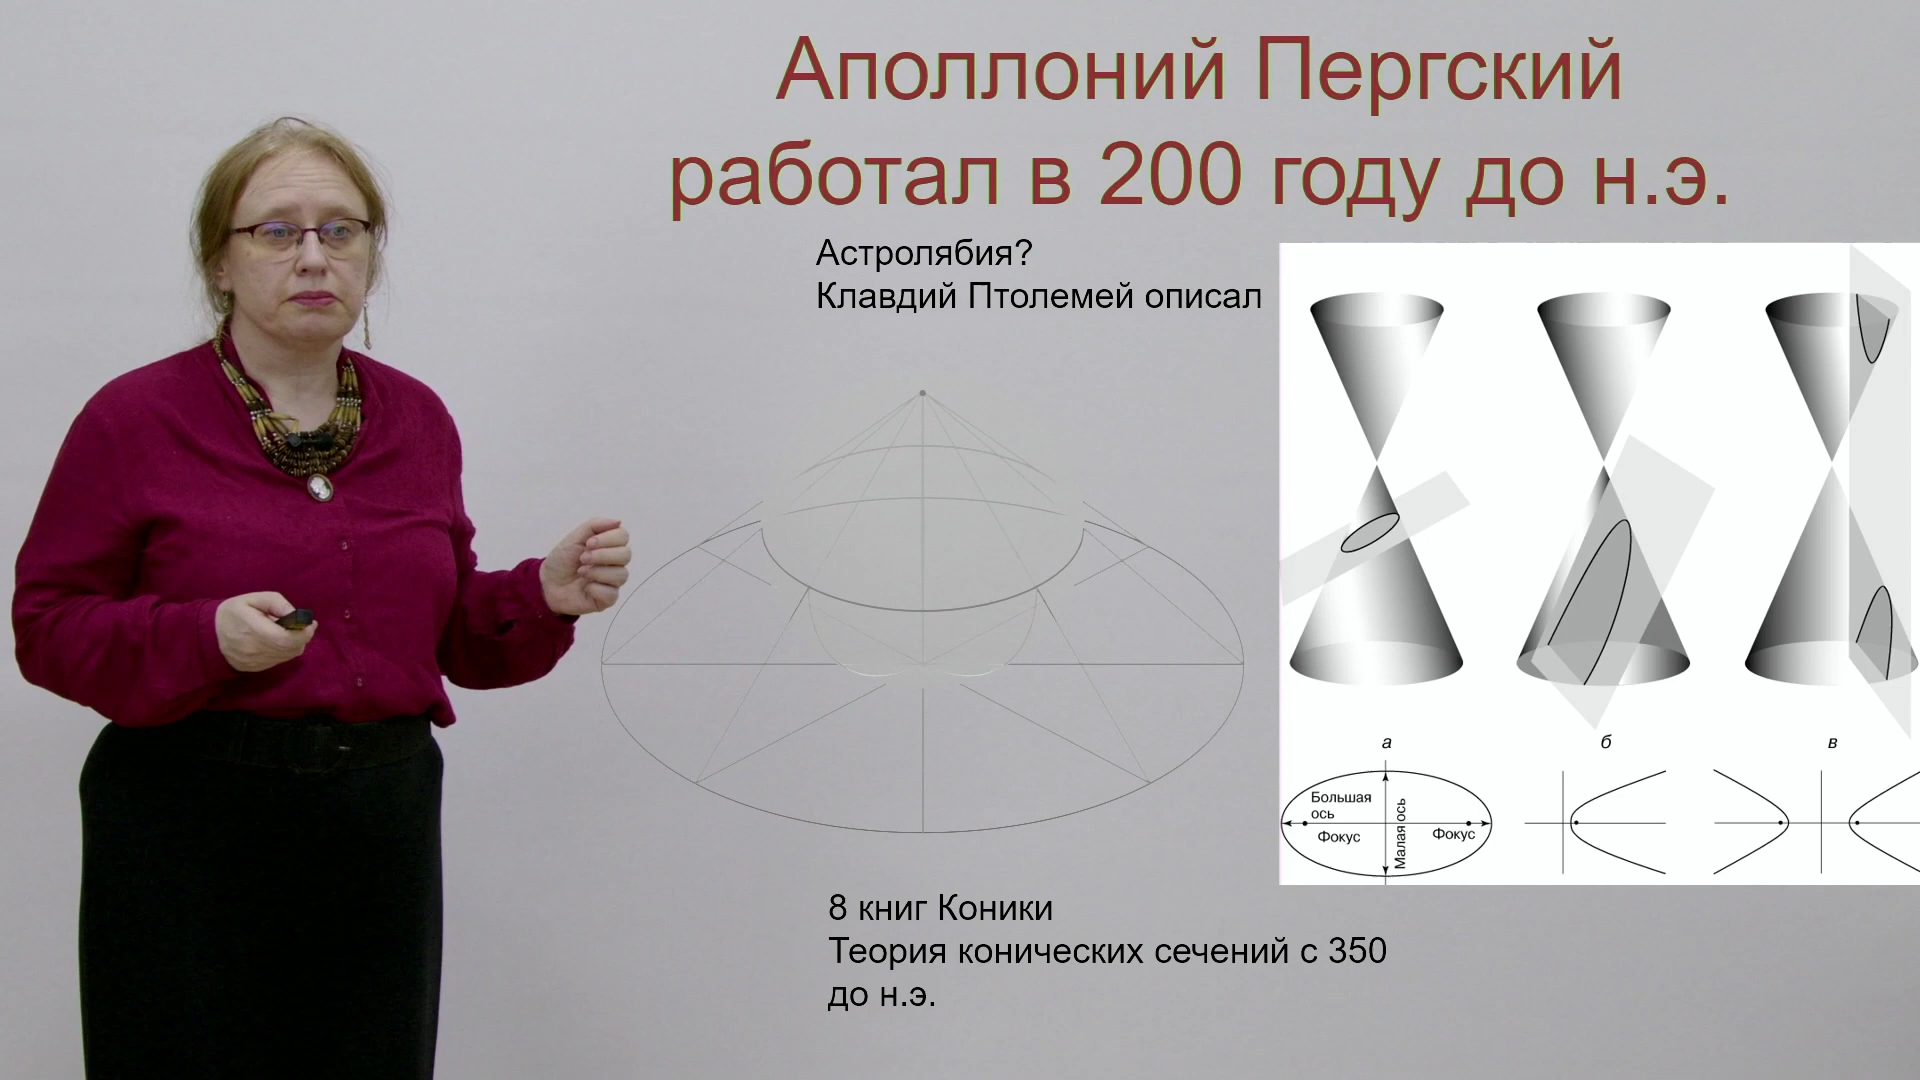 Аполлоний Пергский
работал в 200 году до н.э.
Астролябия?
Клавдий Птолемей описал
а
б
в
Большая
ось
Фокус
Малая ось
Фокус
8 книг Коники
Теория конических сечений с 350
до н.э.